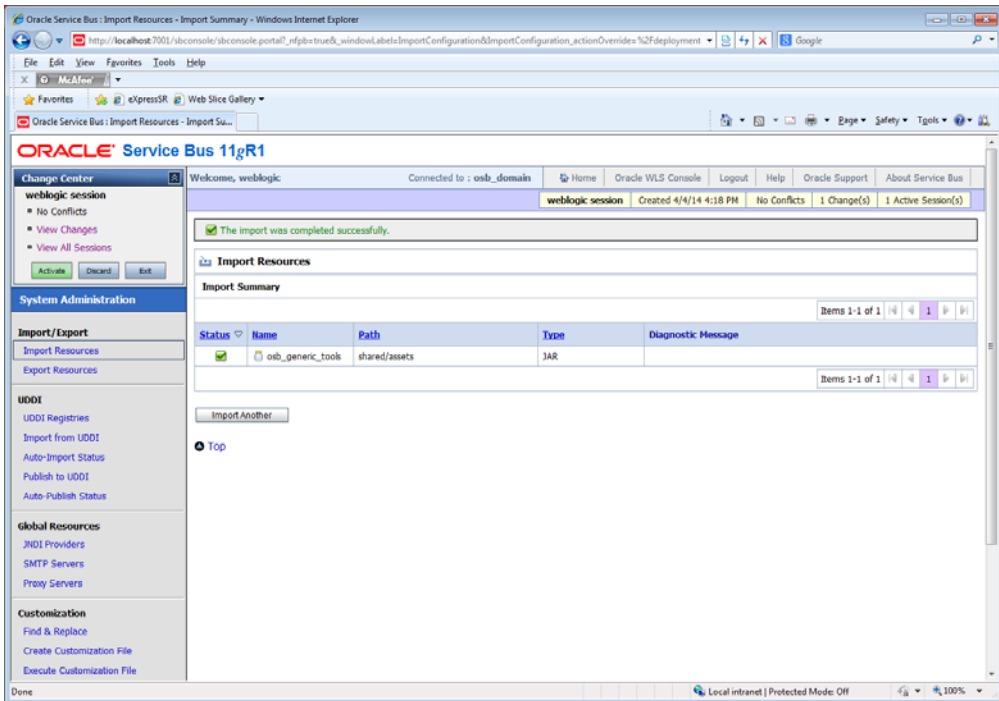 Oracle Service Bus : Import Resources - Import Summary - Windows Internet Explorer
http://localhost:7001/sbconsole/sbconsole.portal?_nfpb=true&_windowLabel=ImportConfiguration&ImportConfiguration_actionOverride=%2Fdeployment
Google
File Edit View Favorites Tools Help
X McAfee
Favorites eXpressSR Web Slice Gallery
Oracle Service Bus : Import Resources - Import Su...
Page Safety Tools
ORACLE Service Bus 11gR1
Change Center
weblogic session
No Conflicts
View Changes
View All Sessions
Activate Discard Exit
Welcome, weblogic Connected to : osb_domain Home Oracle WLS Console Logout Help Oracle Support About Service Bus
weblogic session Created 4/4/14 4:18 PM No Conflicts 1 Change(s) 1 Active Session(s)
The import was completed successfully.
Import Resources
Import Summary
Items 1-1 of 1 1
Status Name Path Type Diagnostic Message
osb_generic_tools shared/assets JAR
Items 1-1 of 1 1
Import Another
Top
System Administration
Import/Export
Import Resources
Export Resources
UDDI
UDDI Registries
Import from UDDI
Auto-Import Status
Publish to UDDI
Auto-Publish Status
Global Resources
JNDI Providers
SMTP Servers
Proxy Servers
Customization
Find & Replace
Create Customization File
Execute Customization File
Done Local intranet | Protected Mode: Off 100%